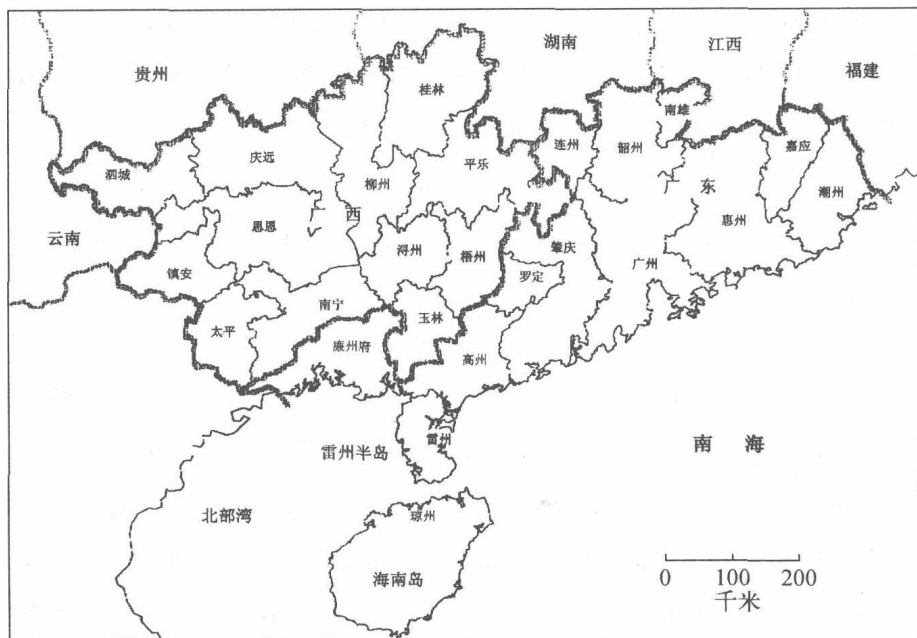 湖南
江西
贵州
福建
桂林
南雄
连州
韶州
嘉应
庆远
泗城
平乐
柳州
广东
潮州
惠州
思恩
广西
云南
浔州
梧州
肇庆
广州
镇安
罗定
南宁
玉林
太平
廉州府
高州
雷州
雷州半岛
南海
北部湾
琼州
海南岛
0 100 200
千米